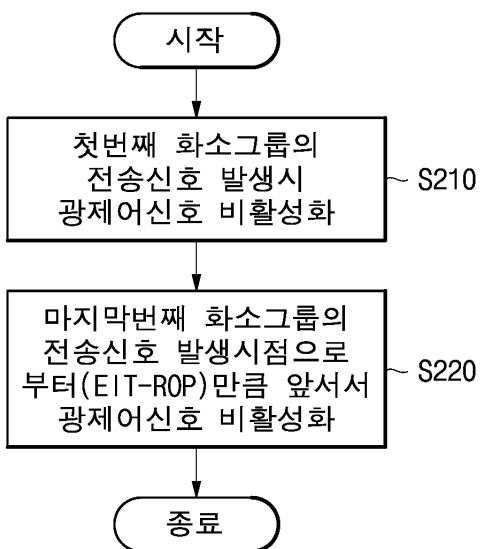 시작
첫번째 화소그룹의
전송신호 발생시
광제어신호 비활성화
S210
마지막번째 화소그룹의
전송신호 발생시점으로
부터(EIT-ROP)만큼 앞서서
광제어신호 비활성화
S220
종료